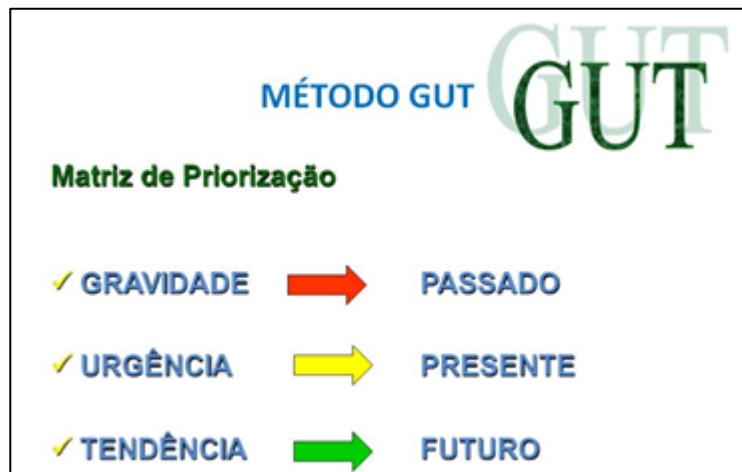 MÉTODO GUT GUT
Matriz de Priorização
✓ GRAVIDADE PASSADO
✓ URGÊNCIA PRESENTE
✓ TENDÊNCIA FUTURO